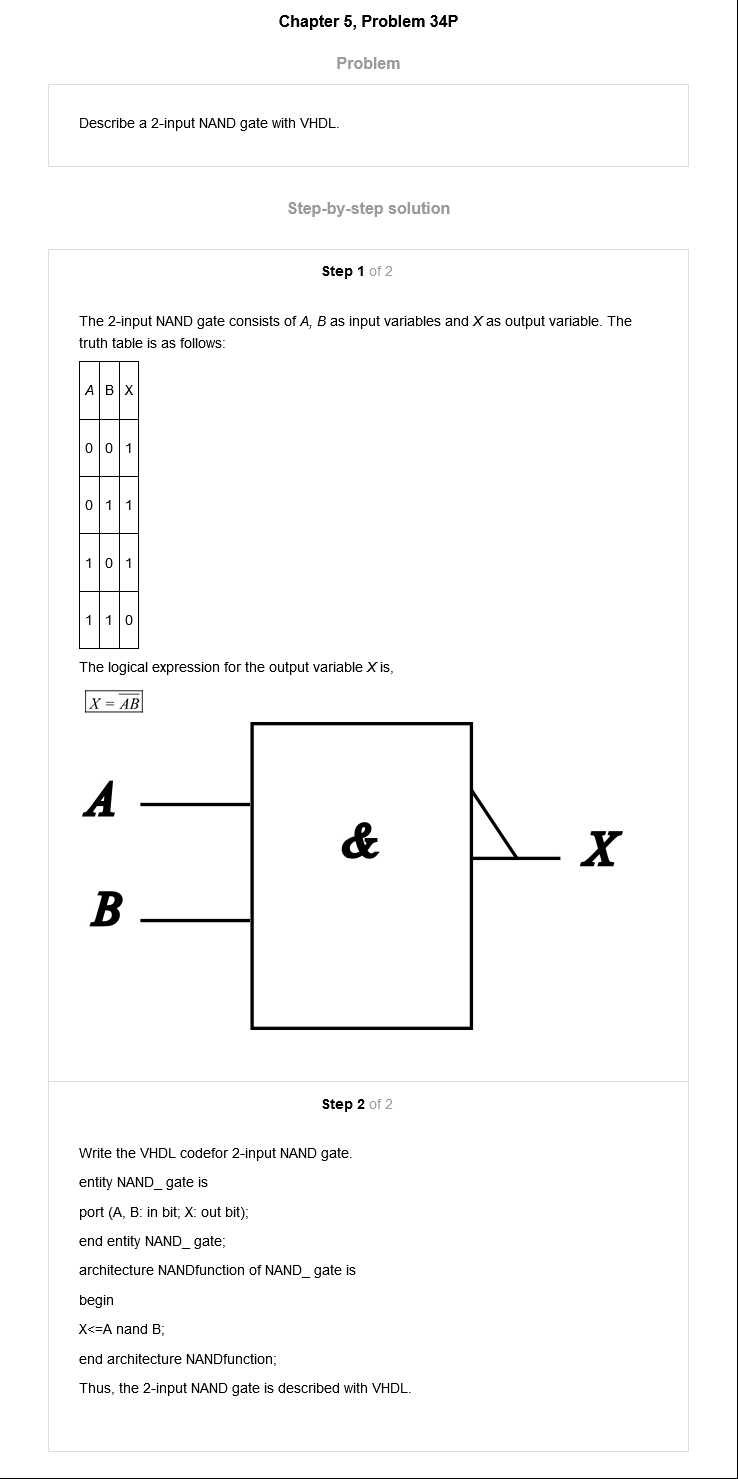 Chapter 5, Problem 34P
Problem
Describe a 2-input NAND gate with VHDL.
Step-by-step solution
Step 1 of 2
The 2-input NAND gate consists of A, B as input variables and X as output variable. The
truth table is as follows:
A B X
0 0 1
0 1 1
1 0 1
1 1 0
The logical expression for the output variable X is,
X = A̅B̅
A
&
X
B
Step 2 of 2
Write the VHDL codefor 2-input NAND gate.
entity NAND_ gate is
port (A, B: in bit; X: out bit);
end entity NAND_ gate;
architecture NANDfunction of NAND_ gate is
begin
X<=A nand B;
end architecture NANDfunction;
Thus, the 2-input NAND gate is described with VHDL.